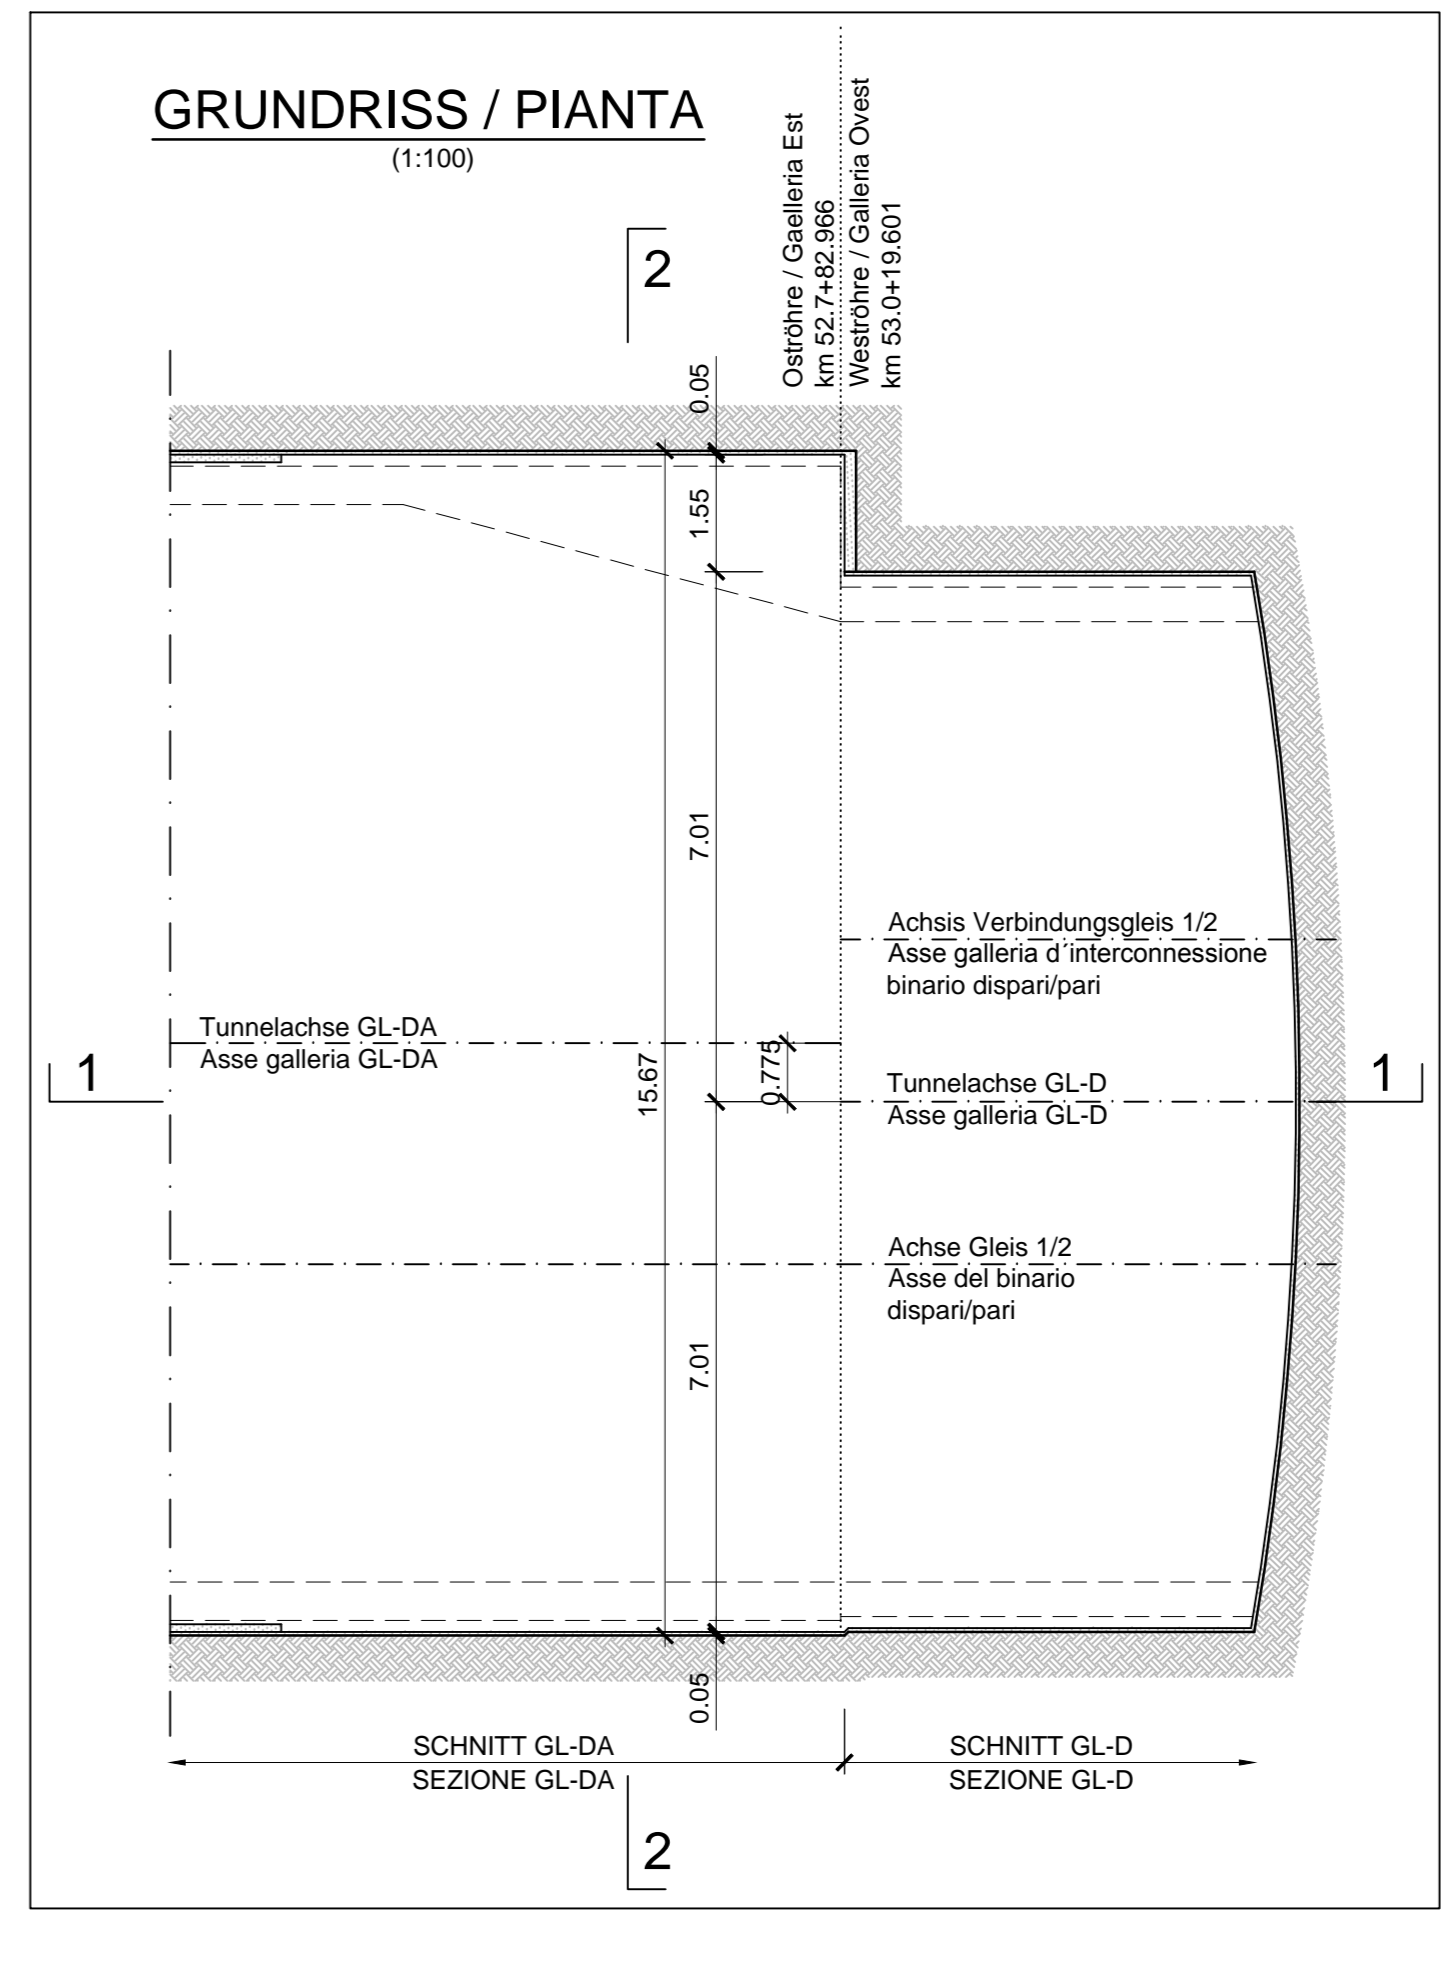 GRUNDRISS / PIANTA
(1:100)
Oströhre / Gaelleria Est
km 52.7+82.966
Weströhre / Galleria Ovest
km 53.0+19.601
2
0.05
1.55
7.01
Achsis Verbindungsgleis 1/2
Asse galleria d´interconnessione
binario dispari/pari
Tunnelachse GL-DA
Asse galleria GL-DA
1
15.67
0.775
Tunnelachse GL-D
Asse galleria GL-D
1
Achse Gleis 1/2
Asse del binario
dispari/pari
7.01
0.05
SCHNITT GL-DA
SEZIONE GL-DA
SCHNITT GL-D
SEZIONE GL-D
2